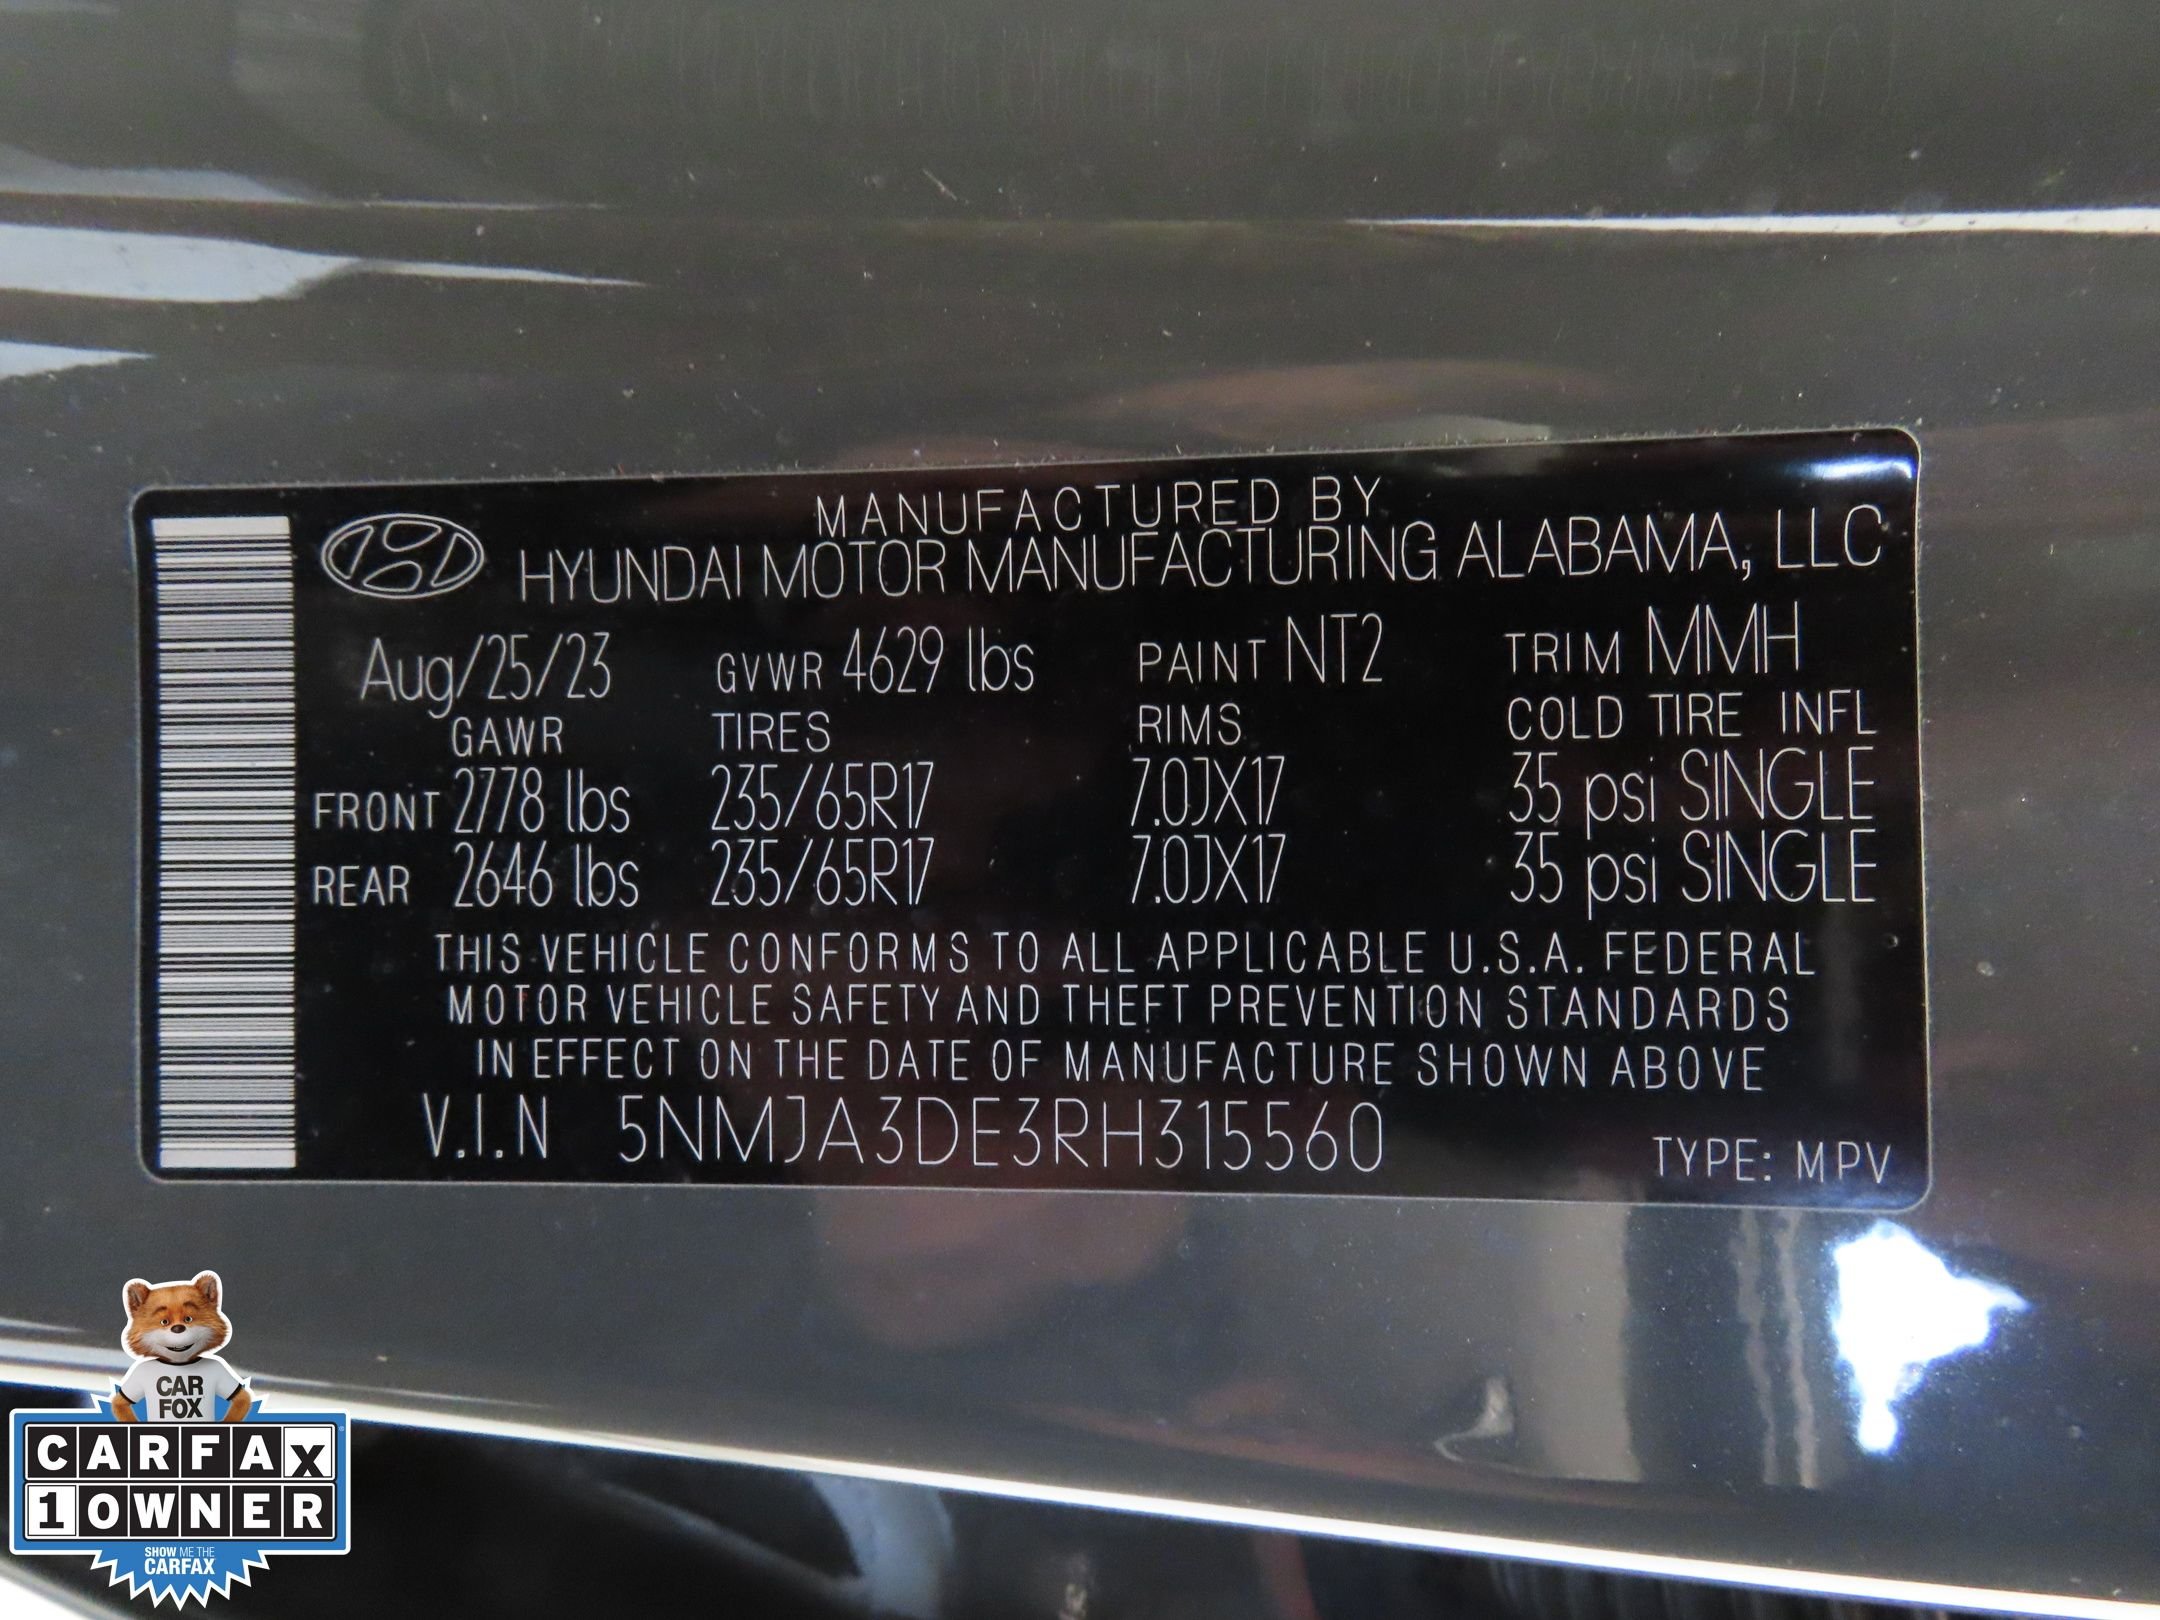 MANUFACTURED BY
HYUNDAI MOTOR MANUFACTURING ALABAMA, LLC
Aug/25/23 GVWR 4629 lbs PAINT NT2 TRIM MMH
GAWR TIRES RIMS COLD TIRE INFL
FRONT 2778 lbs 235/65R17 7.0JX17 35 psi SINGLE
REAR 2646 lbs 235/65R17 7.0JX17 35 psi SINGLE
THIS VEHICLE CONFORMS TO ALL APPLICABLE U.S.A. FEDERAL
MOTOR VEHICLE SAFETY AND THEFT PREVENTION STANDARDS
IN EFFECT ON THE DATE OF MANUFACTURE SHOWN ABOVE
V.I.N 5NMJA3DE3RH315560 TYPE: MPV
CAR
FOX
CARFAX
1 OWNER
SHOW ME THE
CARFAX